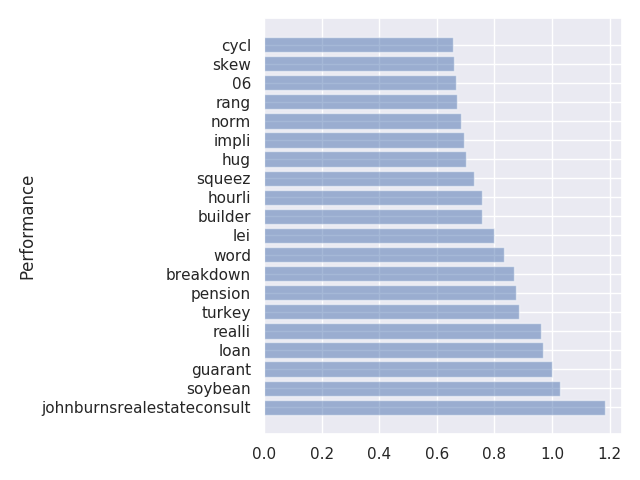 cycl
skew
06
rang
norm
impli
hug
squeez
hourli
builder
lei
word
breakdown
pension
turkey
realli
loan
guarant
soybean
johnburnsrealestateconsult
Performance
0.0 0.2 0.4 0.6 0.8 1.0 1.2